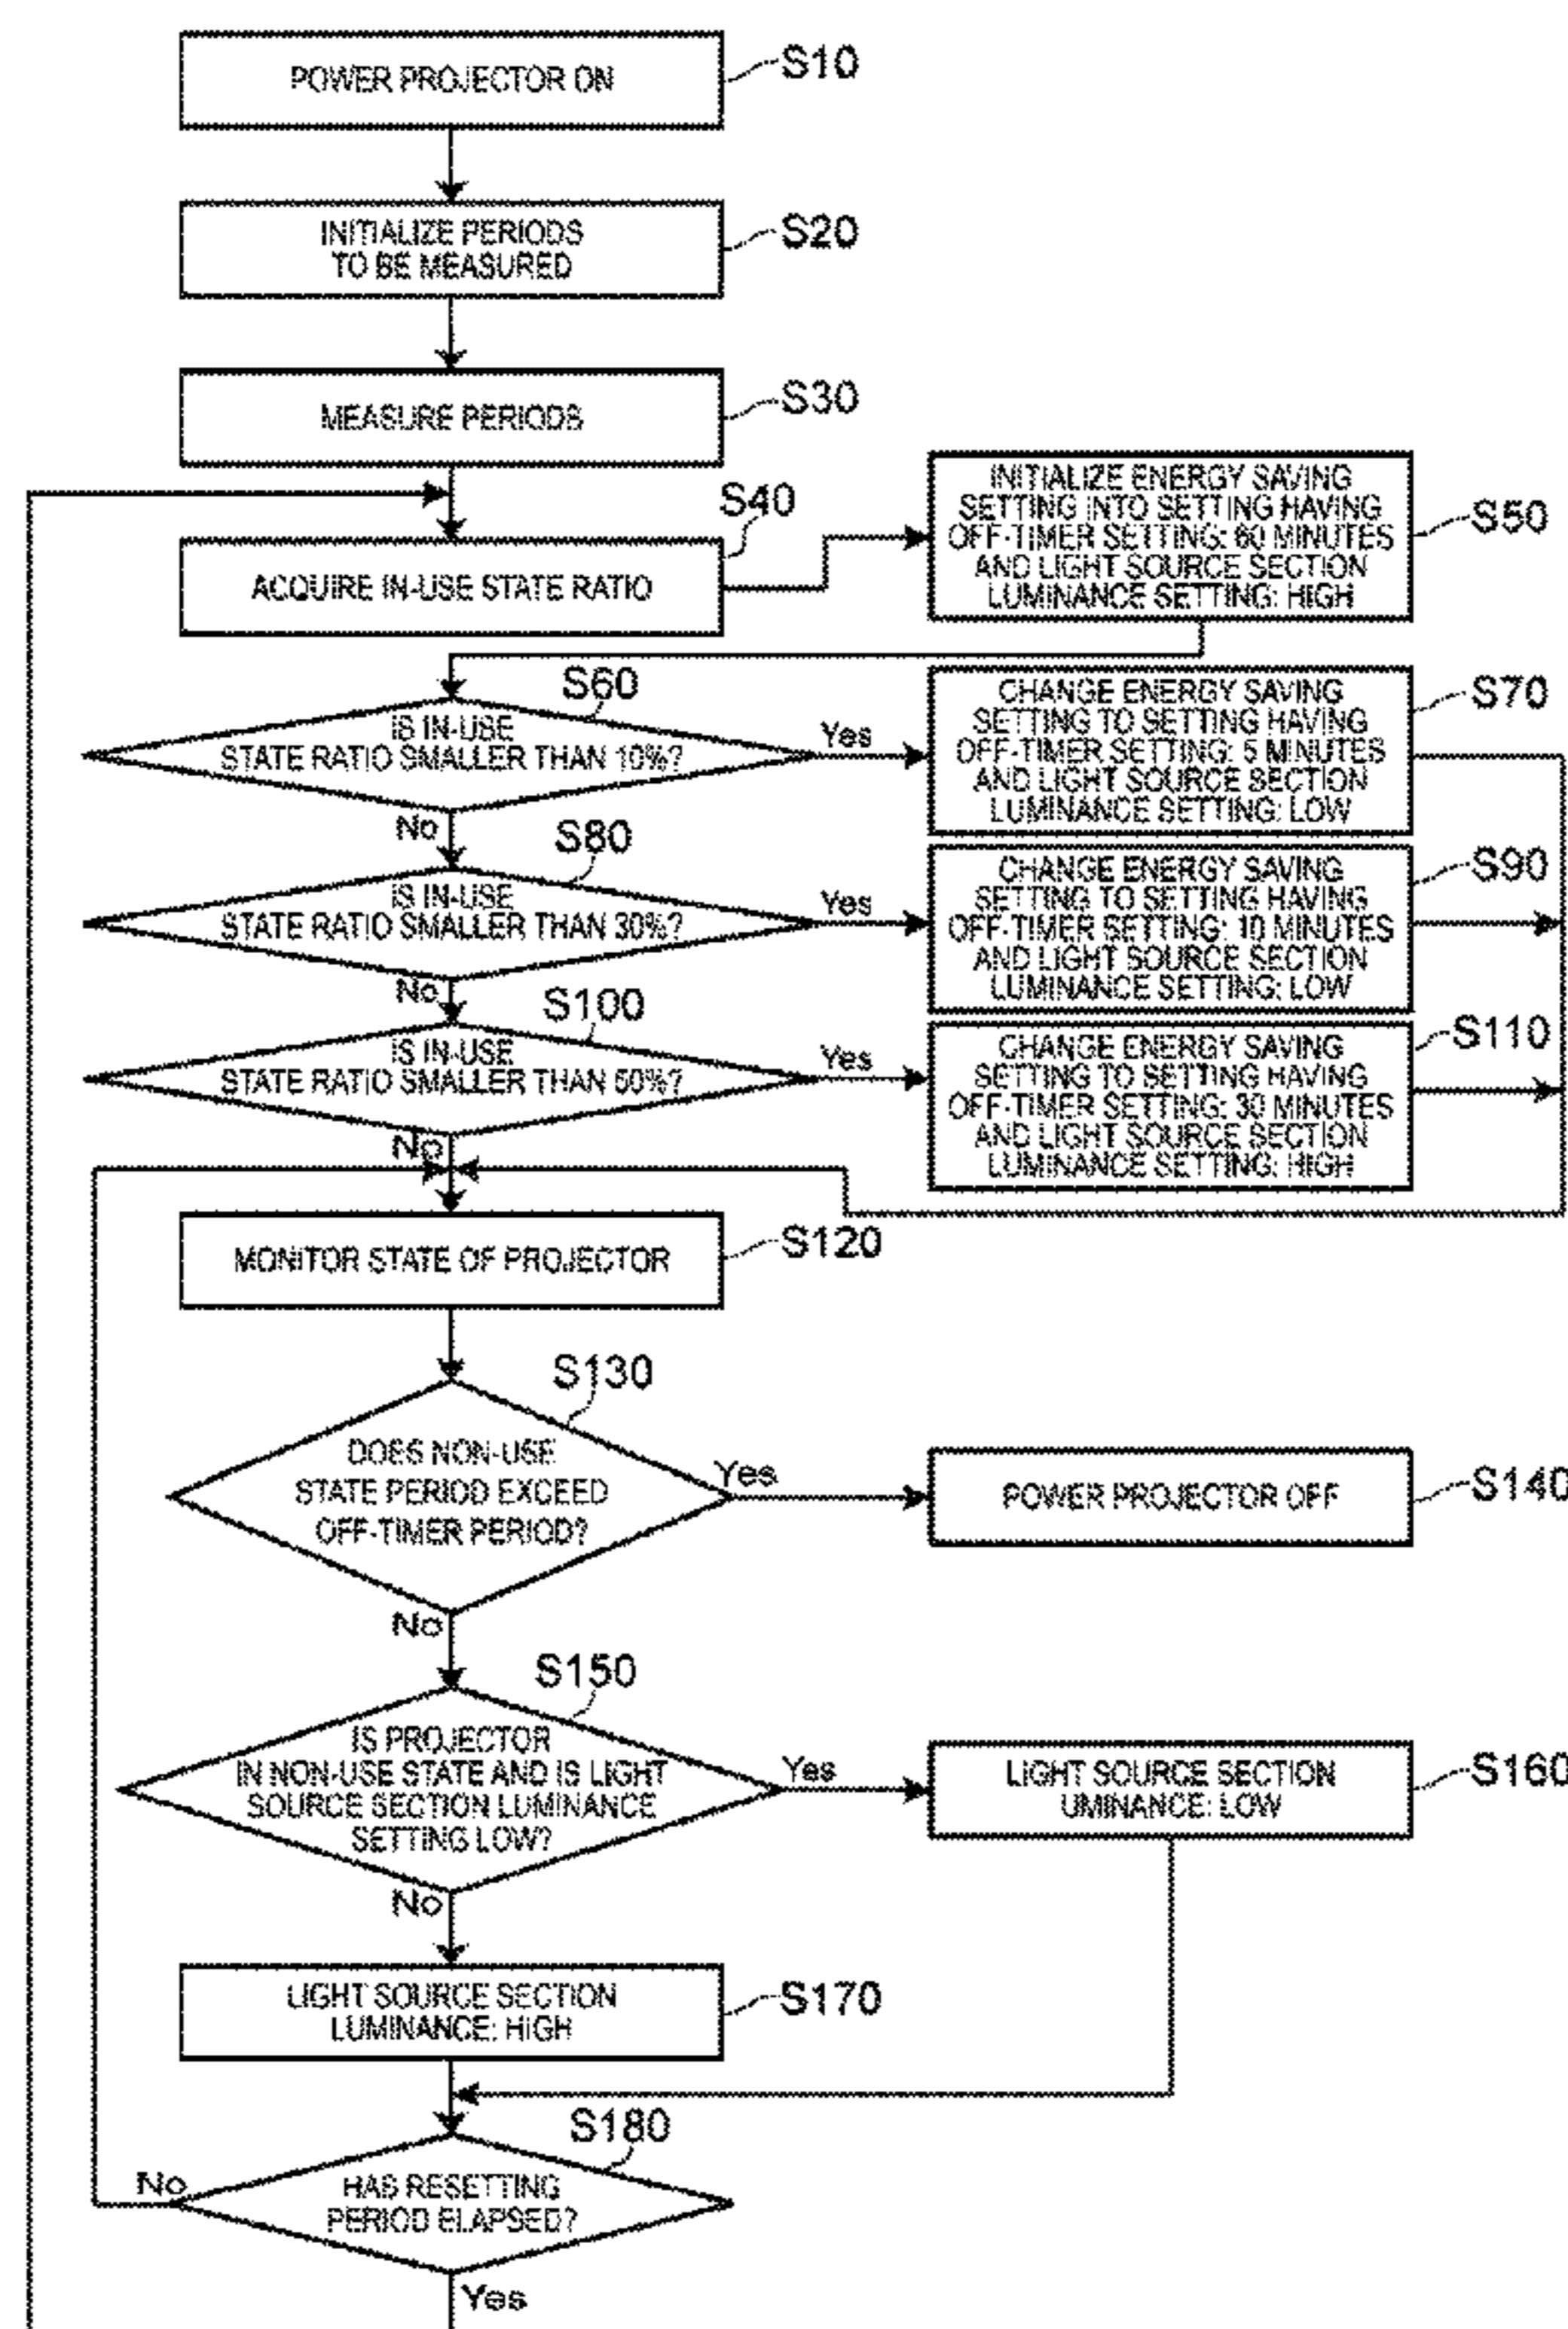 POWER PROJECTOR ON
S10
INITIALIZE PERIODS
TO BE MEASURED
S20
MEASURE PERIODS
S30
ACQUIRE IN-USE STATE RATIO
S40
INITIALIZE ENERGY SAVING
SETTING INTO SETTING HAVING
OFF-TIMER SETTING: 60 MINUTES
AND LIGHT SOURCE SECTION
LUMINANCE SETTING: HIGH
S50
S60
IS IN-USE
STATE RATIO SMALLER THAN 10%?
Yes
No
CHANGE ENERGY SAVING
SETTING TO SETTING HAVING
OFF-TIMER SETTING: 5 MINUTES
AND LIGHT SOURCE SECTION
LUMINANCE SETTING: LOW
S70
S80
IS IN-USE
STATE RATIO SMALLER THAN 30%?
Yes
No
CHANGE ENERGY SAVING
SETTING TO SETTING HAVING
OFF-TIMER SETTING: 10 MINUTES
AND LIGHT SOURCE SECTION
LUMINANCE SETTING: LOW
S90
S100
IS IN-USE
STATE RATIO SMALLER THAN 50%?
Yes
No
CHANGE ENERGY SAVING
SETTING TO SETTING HAVING
OFF-TIMER SETTING: 30 MINUTES
AND LIGHT SOURCE SECTION
LUMINANCE SETTING: HIGH
S110
MONITOR STATE OF PROJECTOR
S120
S130
DOES NON-USE
STATE PERIOD EXCEED
OFF-TIMER PERIOD?
Yes
No
POWER PROJECTOR OFF
S140
S150
IS PROJECTOR
IN NON-USE STATE AND IS LIGHT
SOURCE SECTION LUMINANCE
SETTING LOW?
Yes
No
LIGHT SOURCE SECTION
UMINANCE: LOW
S160
LIGHT SOURCE SECTION
LUMINANCE: HIGH
S170
S180
HAS RESETTING
PERIOD ELAPSED?
No
Yes